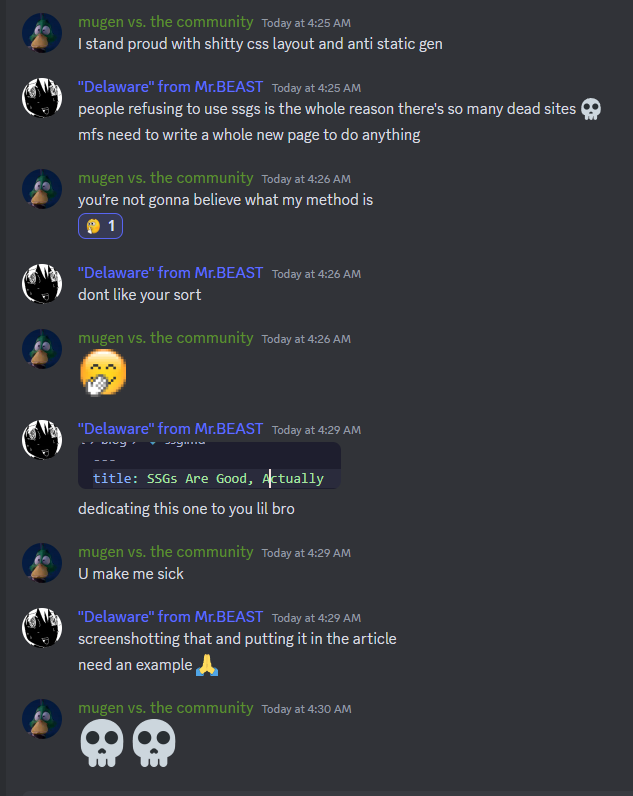 mugen vs. the community Today at 4:25 AM
I stand proud with shitty css layout and anti static gen
"Delaware" from Mr.BEAST Today at 4:25 AM
people refusing to use ssgs is the whole reason there's so many dead sites 💀
mfs need to write a whole new page to do anything
mugen vs. the community Today at 4:26 AM
you're not gonna believe what my method is
1
"Delaware" from Mr.BEAST Today at 4:26 AM
dont like your sort
mugen vs. the community Today at 4:26 AM
"Delaware" from Mr.BEAST Today at 4:29 AM
---
title: SSGs Are Good, Actually
dedicating this one to you lil bro
mugen vs. the community Today at 4:29 AM
U make me sick
"Delaware" from Mr.BEAST Today at 4:29 AM
screenshotting that and putting it in the article
need an example 🙏
mugen vs. the community Today at 4:30 AM